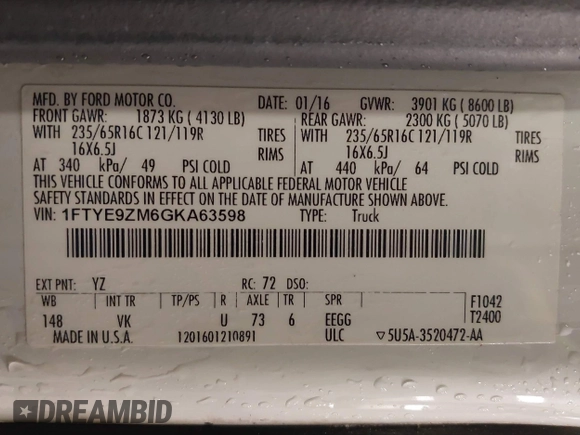 MFD. BY FORD MOTOR CO. DATE: 01/16 GVWR: 3901 KG ( 8600 LB)
FRONT GAWR: 1873 KG ( 4130 LB) REAR GAWR: 2300 KG ( 5070 LB)
WITH 235/65R16C 121/119R TIRES WITH 235/65R16C 121/119R TIRES
16X6.5J RIMS 16X6.5J RIMS
AT 340 kPa/ 49 PSI COLD AT 440 kPa/ 64 PSI COLD
THIS VEHICLE CONFORMS TO ALL APPLICABLE FEDERAL MOTOR VEHICLE
SAFETY STANDARDS IN EFFECT ON THE DATE OF MANUFACTURE SHOWN ABOVE.
VIN: 1FTYE9ZM6GKA63598 TYPE: Truck
EXT PNT: YZ RC: 72 DSO:
WB INT TR TP/PS R AXLE TR SPR F1042
148 VK U 73 6 EEGG T2400
MADE IN U.S.A. 1201601210891 ULC ▽5U5A-3520472-AA
DREAMBID